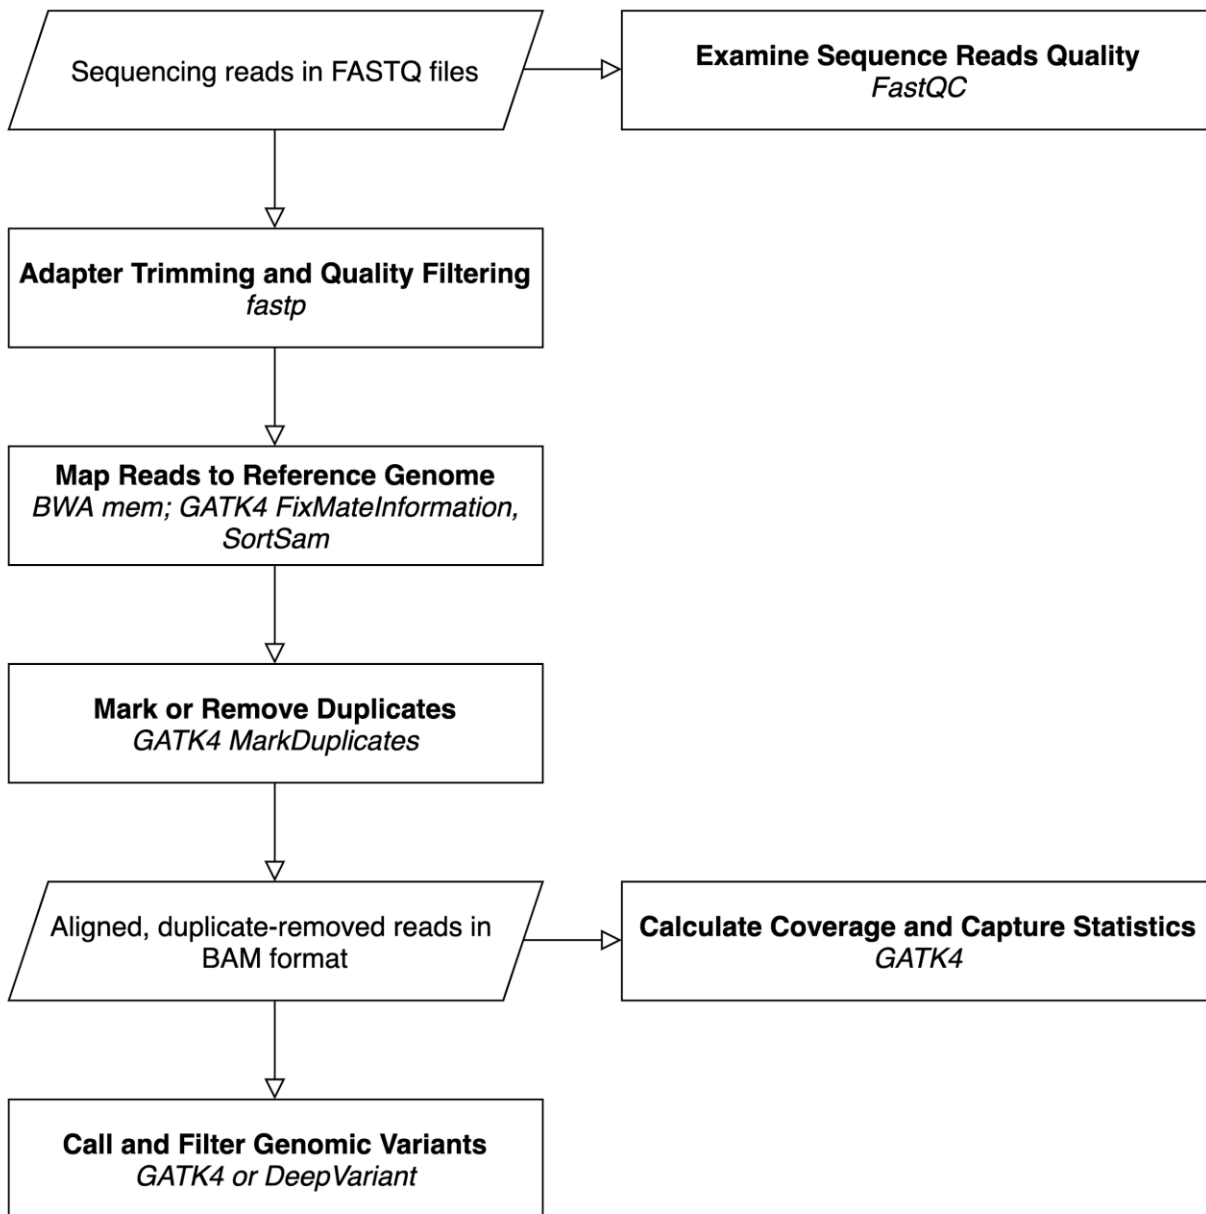 Sequencing reads in FASTQ files
Examine Sequence Reads Quality
FastQC
Adapter Trimming and Quality Filtering
fastp
Map Reads to Reference Genome
BWA mem; GATK4 FixMateInformation,
SortSam
Mark or Remove Duplicates
GATK4 MarkDuplicates
Aligned, duplicate-removed reads in
BAM format
Calculate Coverage and Capture Statistics
GATK4
Call and Filter Genomic Variants
GATK4 or DeepVariant